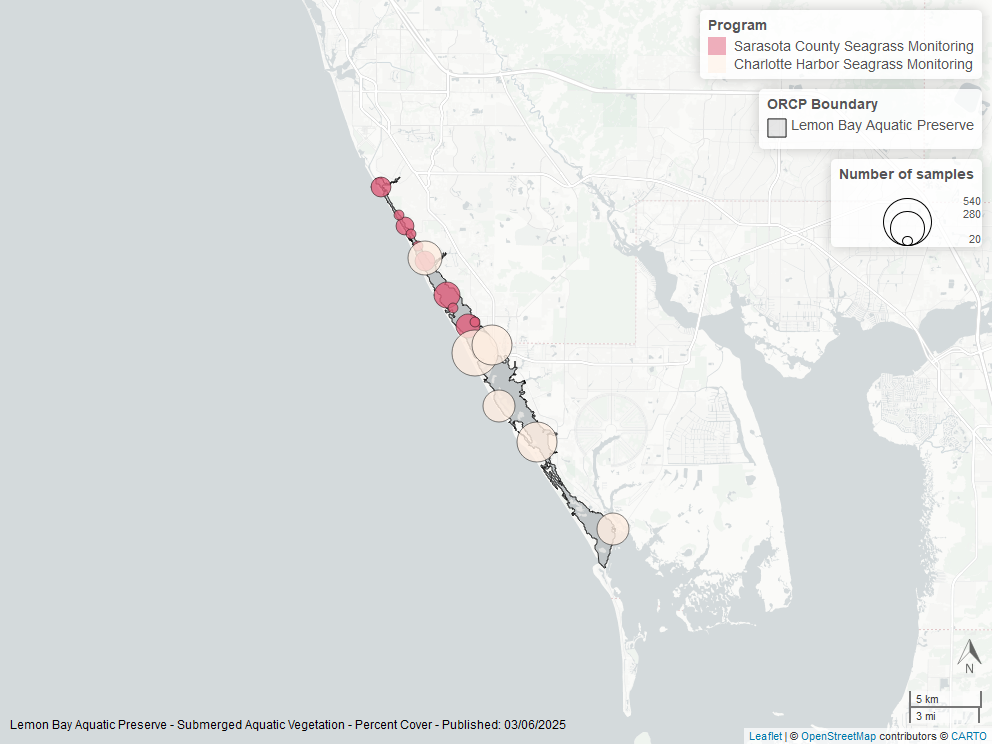 Program
Sarasota County Seagrass Monitoring
Charlotte Harbor Seagrass Monitoring
ORCP Boundary
Lemon Bay Aquatic Preserve
Number of samples
540
280
20
N
5 km
3 mi
Lemon Bay Aquatic Preserve - Submerged Aquatic Vegetation - Percent Cover - Published: 03/06/2025
Leaflet | © OpenStreetMap contributors © CARTO